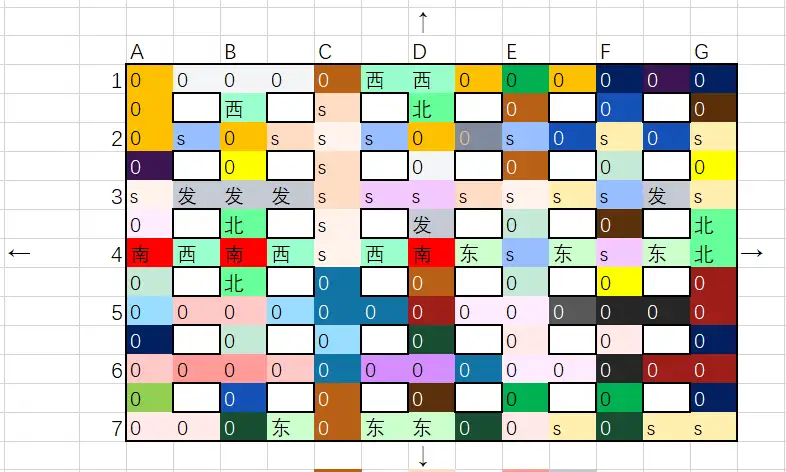 ↑
A B C D E F G
1 0 0 0 0 0 西 西 0 0 0 0 0 0
0 西 s 北 0 0 0
2 0 s 0 s s s 0 0 s 0 s 0 s
0 0 s 0 0 0 0
3 s 发 发 发 s s s s s s s 发 s
0 北 s 发 0 0 北
← 4 南 西 南 西 s 西 南 东 s 东 s 东 北 →
0 北 0 0 0 0 0
5 0 0 0 0 0 0 0 0 0 0 0 0 0
0 0 0 0 0 0 0
6 0 0 0 0 0 0 0 0 0 0 0 0 0
0 0 0 0 0 0 0
7 0 0 0 东 0 东 东 0 0 s 0 s s
↓